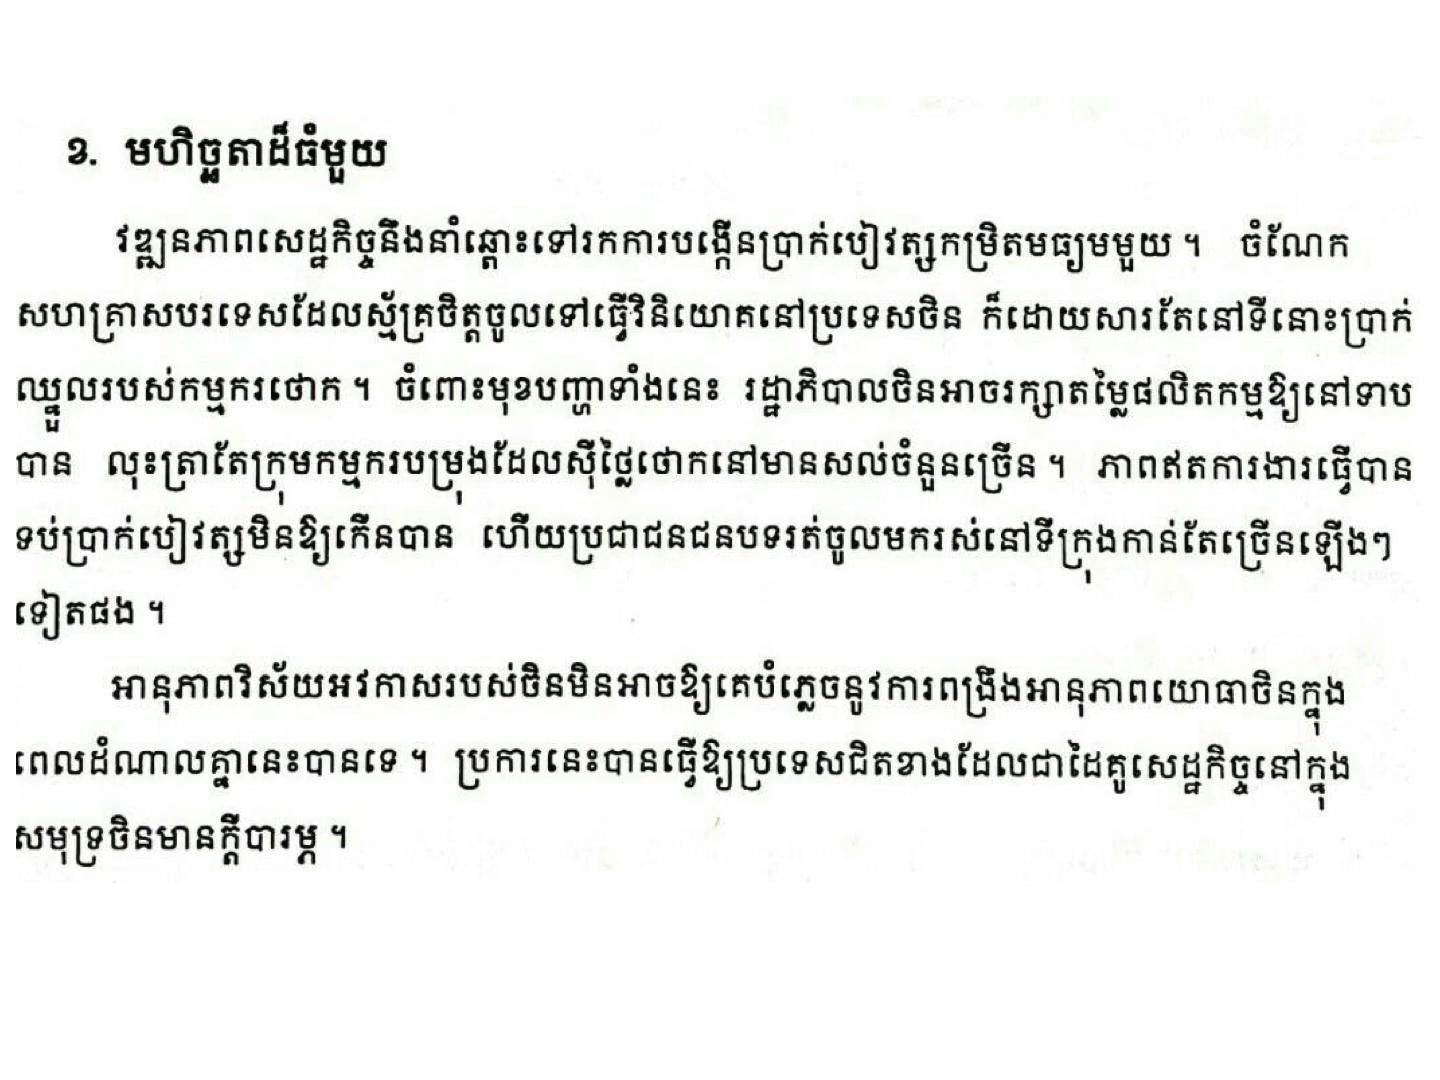 ខ. មហិច្ឆតាដ៏ធំមួយ
វឌ្ឍនភាពសេដ្ឋកិច្ចនឹងនាំឆ្ពោះទៅរកការបង្កើនប្រាក់បៀវត្សកម្រិតមធ្យមមួយ ។ ចំណែក
សហគ្រាសបរទេសដែលស្ម័គ្រចិត្តចូលទៅធ្វើវិនិយោគនៅប្រទេសចិន ក៏ដោយសារតែនៅទីនោះប្រាក់
ឈ្នួលរបស់កម្មករថោក ។ ចំពោះមុខបញ្ហាទាំងនេះ រដ្ឋាភិបាលចិនអាចរក្សាតម្លៃផលិតកម្មឱ្យនៅទាប
បាន លុះត្រាតែក្រុមកម្មករបម្រុងដែលស៊ីថ្លៃថោកនៅមានសល់ចំនួនច្រើន ។ ភាពឥតការងារធ្វើបាន
ទប់ប្រាក់បៀវត្សមិនឱ្យកើនបាន ហើយប្រជាជនជនបទរត់ចូលមករស់នៅទីក្រុងកាន់តែច្រើនឡើងៗ
ទៀតផង ។
អានុភាពវិស័យអវកាសរបស់ចិនមិនអាចឱ្យគេបំភ្លេចនូវការពង្រឹងអានុភាពយោធាចិនក្នុង
ពេលដំណាលគ្នានេះបានទេ ។ ប្រការនេះបានធ្វើឱ្យប្រទេសជិតខាងដែលជាដៃគូសេដ្ឋកិច្ចនៅក្នុង
សមុទ្រចិនមានក្ដីបារម្ភ ។